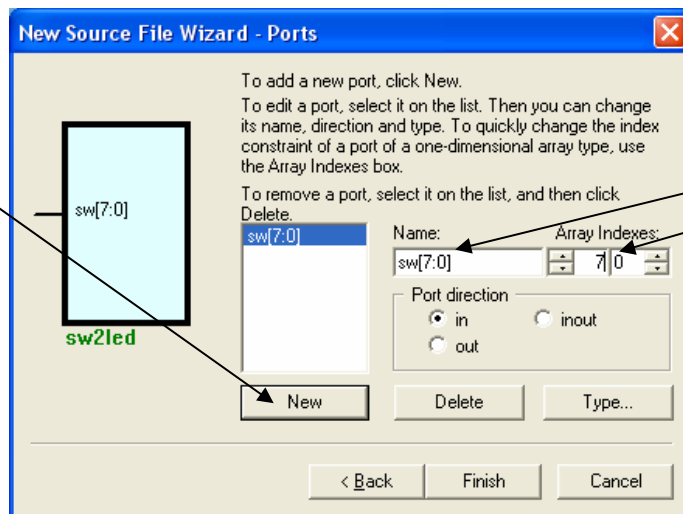 New Source File Wizard - Ports
To add a new port, click New.
To edit a port, select it on the list. Then you can change
its name, direction and type. To quickly change the index
constraint of a port of a one-dimensional array type, use
the Array Indexes box.
To remove a port, select it on the list, and then click
Delete.
sw[7:0]
sw2led
sw[7:0]
Name:
Array Indexes:
sw[7:0]
7
0
Port direction
in
inout
out
New
Delete
Type...
< Back
Finish
Cancel